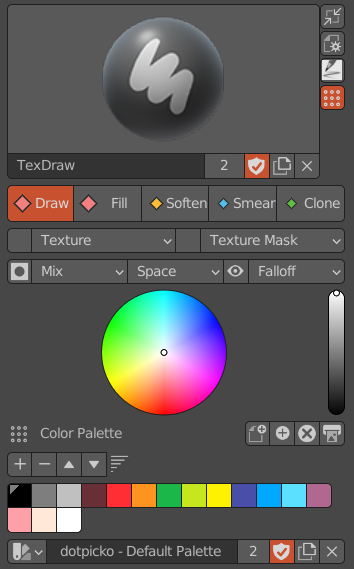 TexDraw 2
Draw Fill Soften Smear Clone
Texture Texture Mask
Mix Space Falloff
Color Palette
dotpicko - Default Palette 2